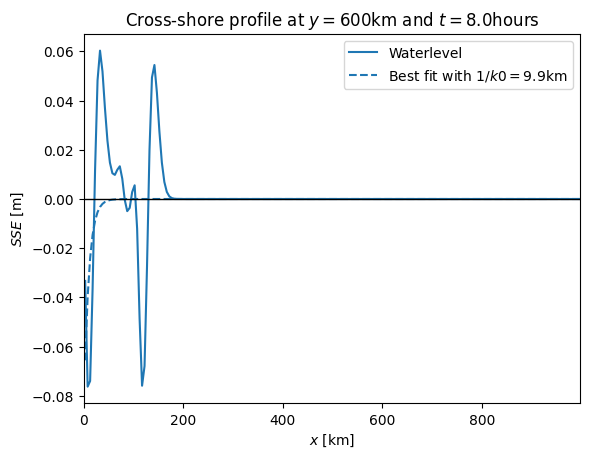 Cross-shore profile at y = 600km and t = 8.0hours
Waterlevel
Best fit with 1/k0 = 9.9km
SSE [m]
0.06
0.04
0.02
0.00
−0.02
−0.04
−0.06
−0.08
0 200 400 600 800
x [km]